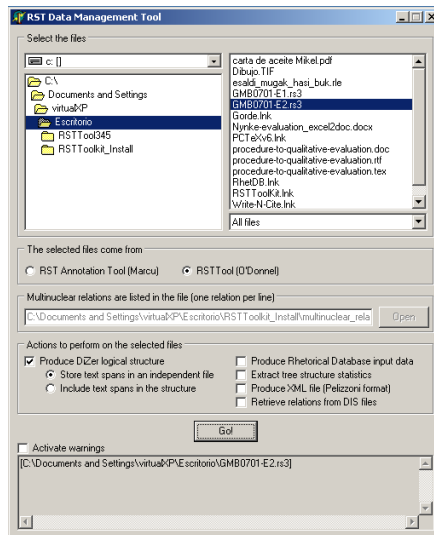 RST Data Management Tool
Select the files
c: []
C:\
Documents and Settings
virtualXP
Escritorio
RSTTool345
RSTToolkit_Install
carta de aceite Mikel.pdf
Dibujo.TIF
esaldi_mugak_hasi_buk.rle
GMB0701-E1.rs3
GMB0701-E2.rs3
Gorde.lnk
Nynke-evaluation_excel2doc.docx
PCTeXv6.lnk
procedure-to-qualitative-evaluation.doc
procedure-to-qualitative-evaluation.rtf
procedure-to-qualitative-evaluation.tex
RhetDB.lnk
RSTToolKit.lnk
Write-N-Cite.lnk
All files
The selected files come from
RST Annotation Tool (Marcu)
RSTTool (O'Donnel)
Multinuclear relations are listed in the file (one relation per line)
C:\Documents and Settings\virtualXP\Escritorio\RSTToolkit_Install\multinuclear_rela
Open
Actions to perform on the selected files
Produce DiZer logical structure
Store text spans in an independent file
Include text spans in the structure
Produce Rhetorical Database input data
Extract tree structure statistics
Produce XML file (Pelizzoni format)
Retrieve relations from DIS files
Go!
Activate warnings
[C:\Documents and Settings\virtualXP\Escritorio\GMB0701-E2.rs3]